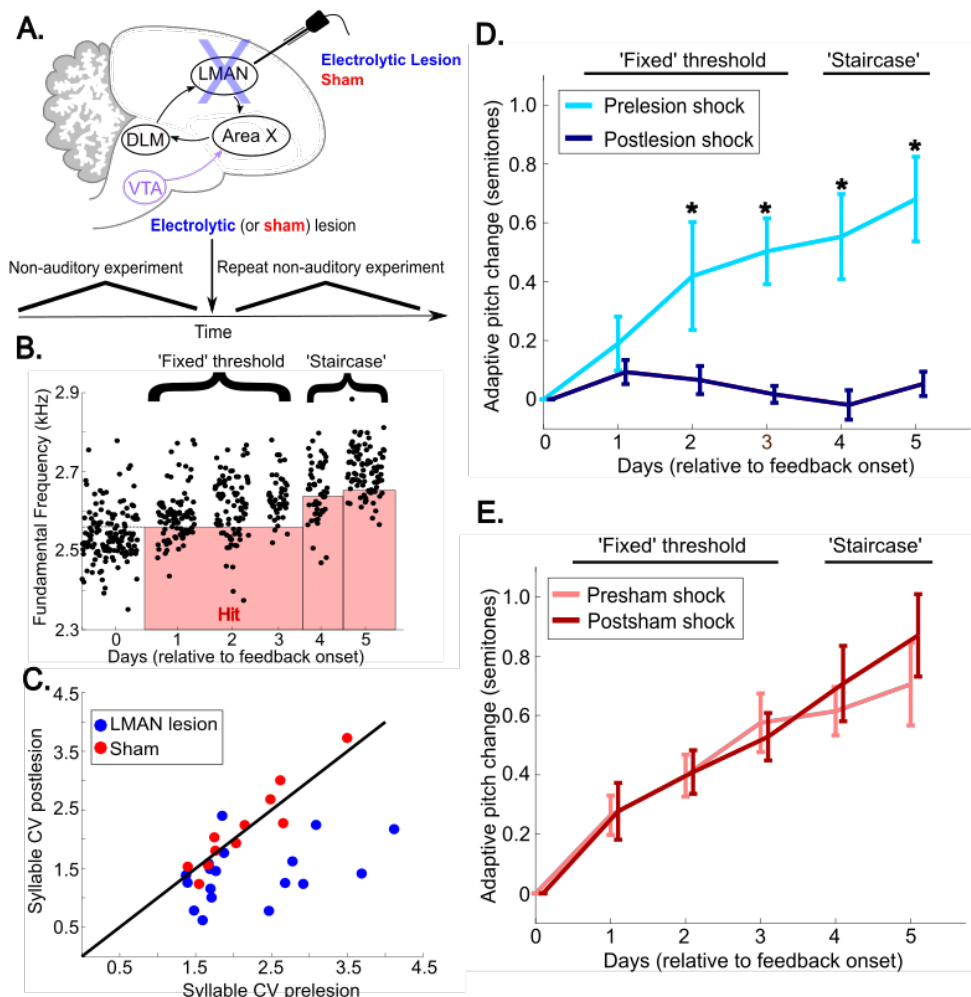 A.
LMAN
Electrolytic Lesion
Sham
DLM
Area X
VTA
Electrolytic (or sham) lesion
Non-auditory experiment
Repeat non-auditory experiment
Time
B.
'Fixed' threshold
'Staircase'
Fundamental Frequency (kHz)
2.9
2.7
2.5
2.3
Hit
0 1 2 3 4 5
Days (relative to feedback onset)
C.
Syllable CV postlesion
4.5
3.5
2.5
1.5
0.5
LMAN lesion
Sham
0.5 1.5 2.5 3.5 4.5
Syllable CV prelesion
D.
'Fixed' threshold
'Staircase'
Adaptive pitch change (semitones)
1.0
0.8
0.6
0.4
0.2
0
Prelesion shock
Postlesion shock
* * * *
0 1 2 3 4 5
Days (relative to feedback onset)
E.
'Fixed' threshold
'Staircase'
Adaptive pitch change (semitones)
1.0
0.8
0.6
0.4
0.2
0
Presham shock
Postsham shock
0 1 2 3 4 5
Days (relative to feedback onset)